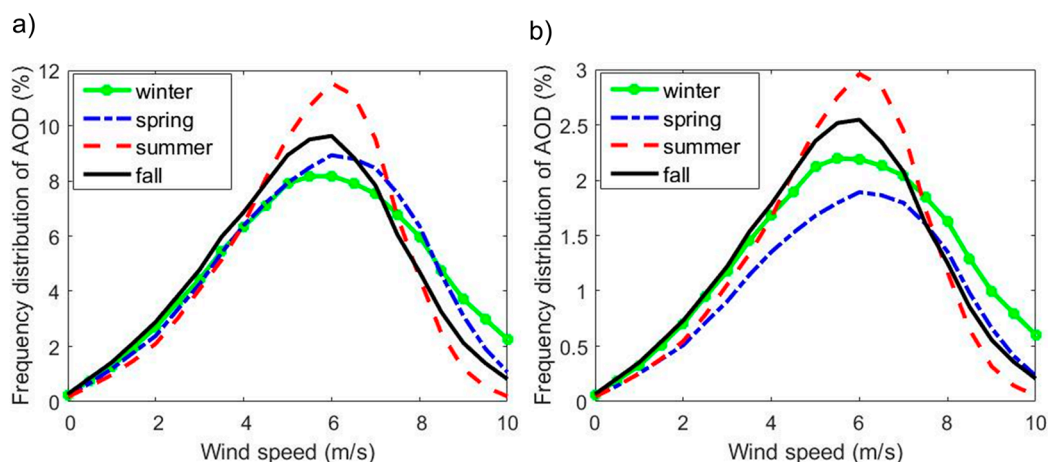 a)
Frequency distribution of AOD (%)
12
10
8
6
4
2
0
winter
spring
summer
fall
0 2 4 6 8 10
Wind speed (m/s)
b)
Frequency distribution of AOD (%)
3
2.5
2
1.5
1
0.5
0
winter
spring
summer
fall
0 2 4 6 8 10
Wind speed (m/s)